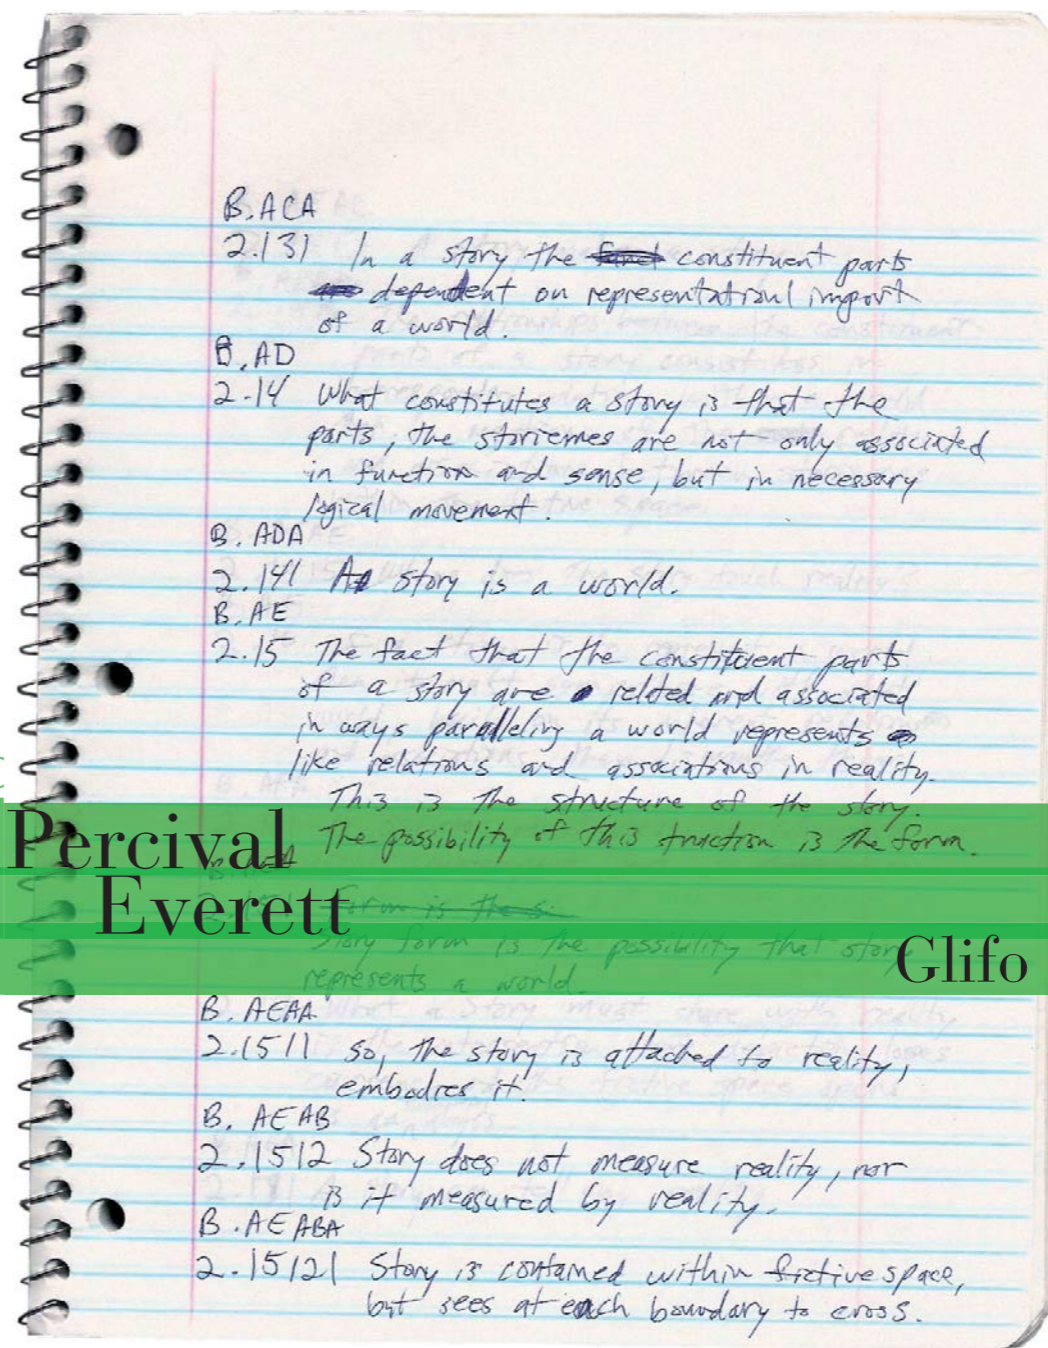 B.ACA
2.131 In a story the constituent parts
dependent on representational import
of a world.
B.AD
2.14 What constitutes a story is that the
parts, the storiemes are not only associated
in function and sense, but in necessary
logical movement.
B. ADA
2.141 A story is a world.
B. AE
2.15 The fact that the constituent parts
of a story are related and associated
in ways paralleling a world represents
like relations and associations in reality.
This is the structure of the story.
The possibility of this truction is the form.
Percival
B. AEA
Everett
Form is the s
Story form is the possibility that story
Glifo
represents a world.
B. AEAA
2.1511 So, the story is attached to reality,
embodies it.
B. AEAB
2.1512 Story does not measure reality, nor
is it measured by reality.
B. AEABA
2.15121 Story is contained within fictive space,
but sees at each boundary to cross.